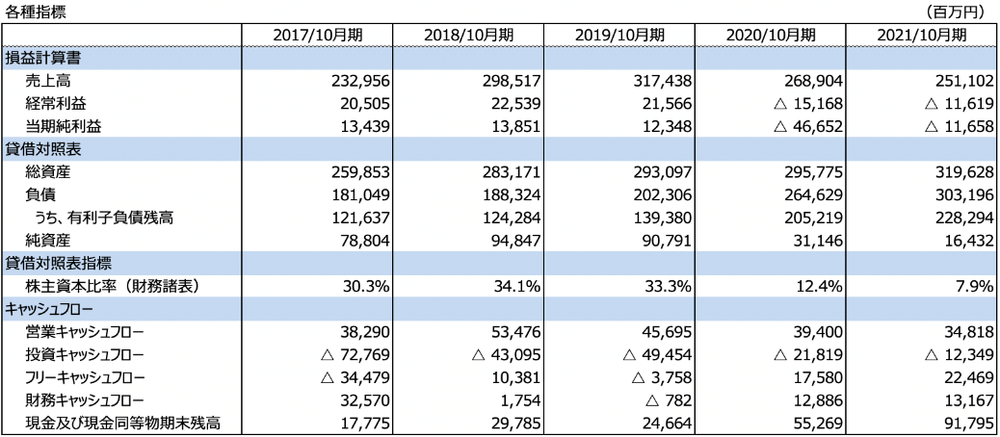 各種指標 （百万円）
2017/10月期 2018/10月期 2019/10月期 2020/10月期 2021/10月期
損益計算書
売上高 232,956 298,517 317,438 268,904 251,102
経常利益 20,505 22,539 21,566 △ 15,168 △ 11,619
当期純利益 13,439 13,851 12,348 △ 46,652 △ 11,658
貸借対照表
総資産 259,853 283,171 293,097 295,775 319,628
負債 181,049 188,324 202,306 264,629 303,196
うち、有利子負債残高 121,637 124,284 139,380 205,219 228,294
純資産 78,804 94,847 90,791 31,146 16,432
貸借対照表指標
株主資本比率（財務諸表） 30.3% 34.1% 33.3% 12.4% 7.9%
キャッシュフロー
営業キャッシュフロー 38,290 53,476 45,695 39,400 34,818
投資キャッシュフロー △ 72,769 △ 43,095 △ 49,454 △ 21,819 △ 12,349
フリーキャッシュフロー △ 34,479 10,381 △ 3,758 17,580 22,469
財務キャッシュフロー 32,570 1,754 △ 782 12,886 13,167
現金及び現金同等物期末残高 17,775 29,785 24,664 55,269 91,795